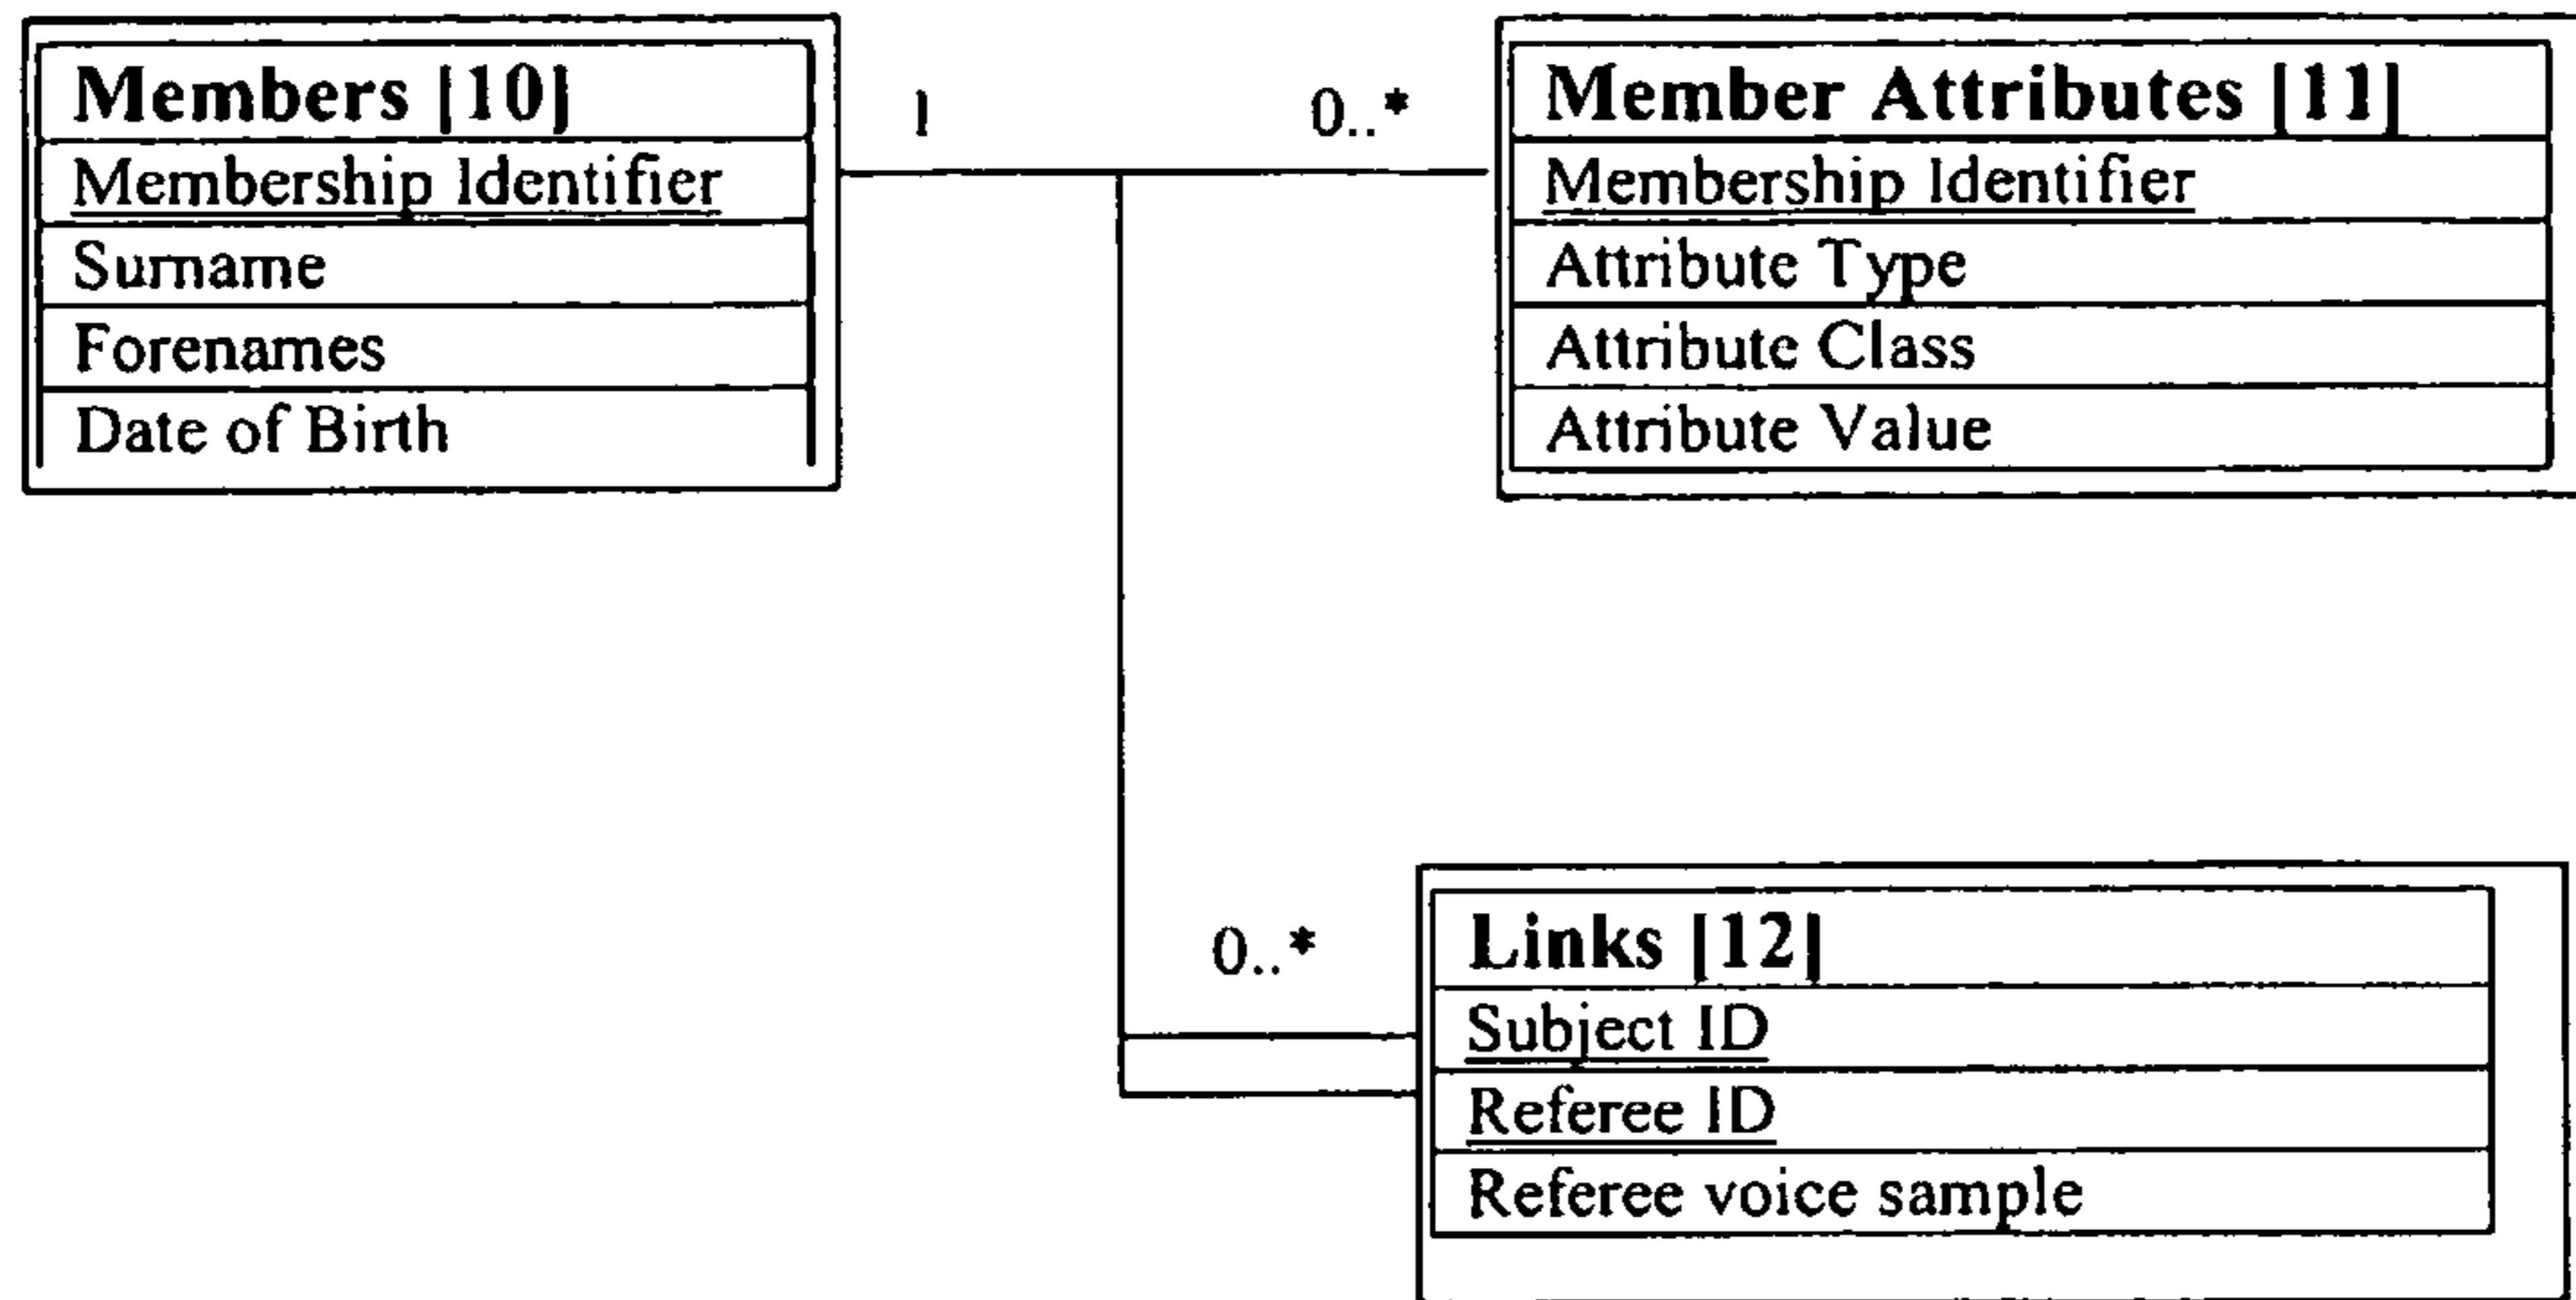 Members [10]
Membership Identifier
Surname
Forenames
Date of Birth
1
0..*
Member Attributes [11]
Membership Identifier
Attribute Type
Attribute Class
Attribute Value
0..*
Links [12]
Subject ID
Referee ID
Referee voice sample